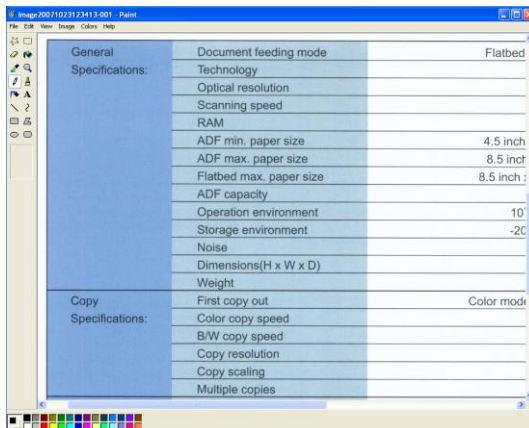 Image20071023123413-001 - Paint
File Edit View Image Colors Help
General Document feeding mode Flatbed
Specifications: Technology
Optical resolution
Scanning speed
RAM
ADF min. paper size 4.5 inch
ADF max. paper size 8.5 inch
Flatbed max. paper size 8.5 inch
ADF capacity
Operation environment 10
Storage environment -20
Noise
Dimensions(H x W x D)
Weight
Copy First copy out Color mode
Specifications: Color copy speed
B/W copy speed
Copy resolution
Copy scaling
Multiple copies